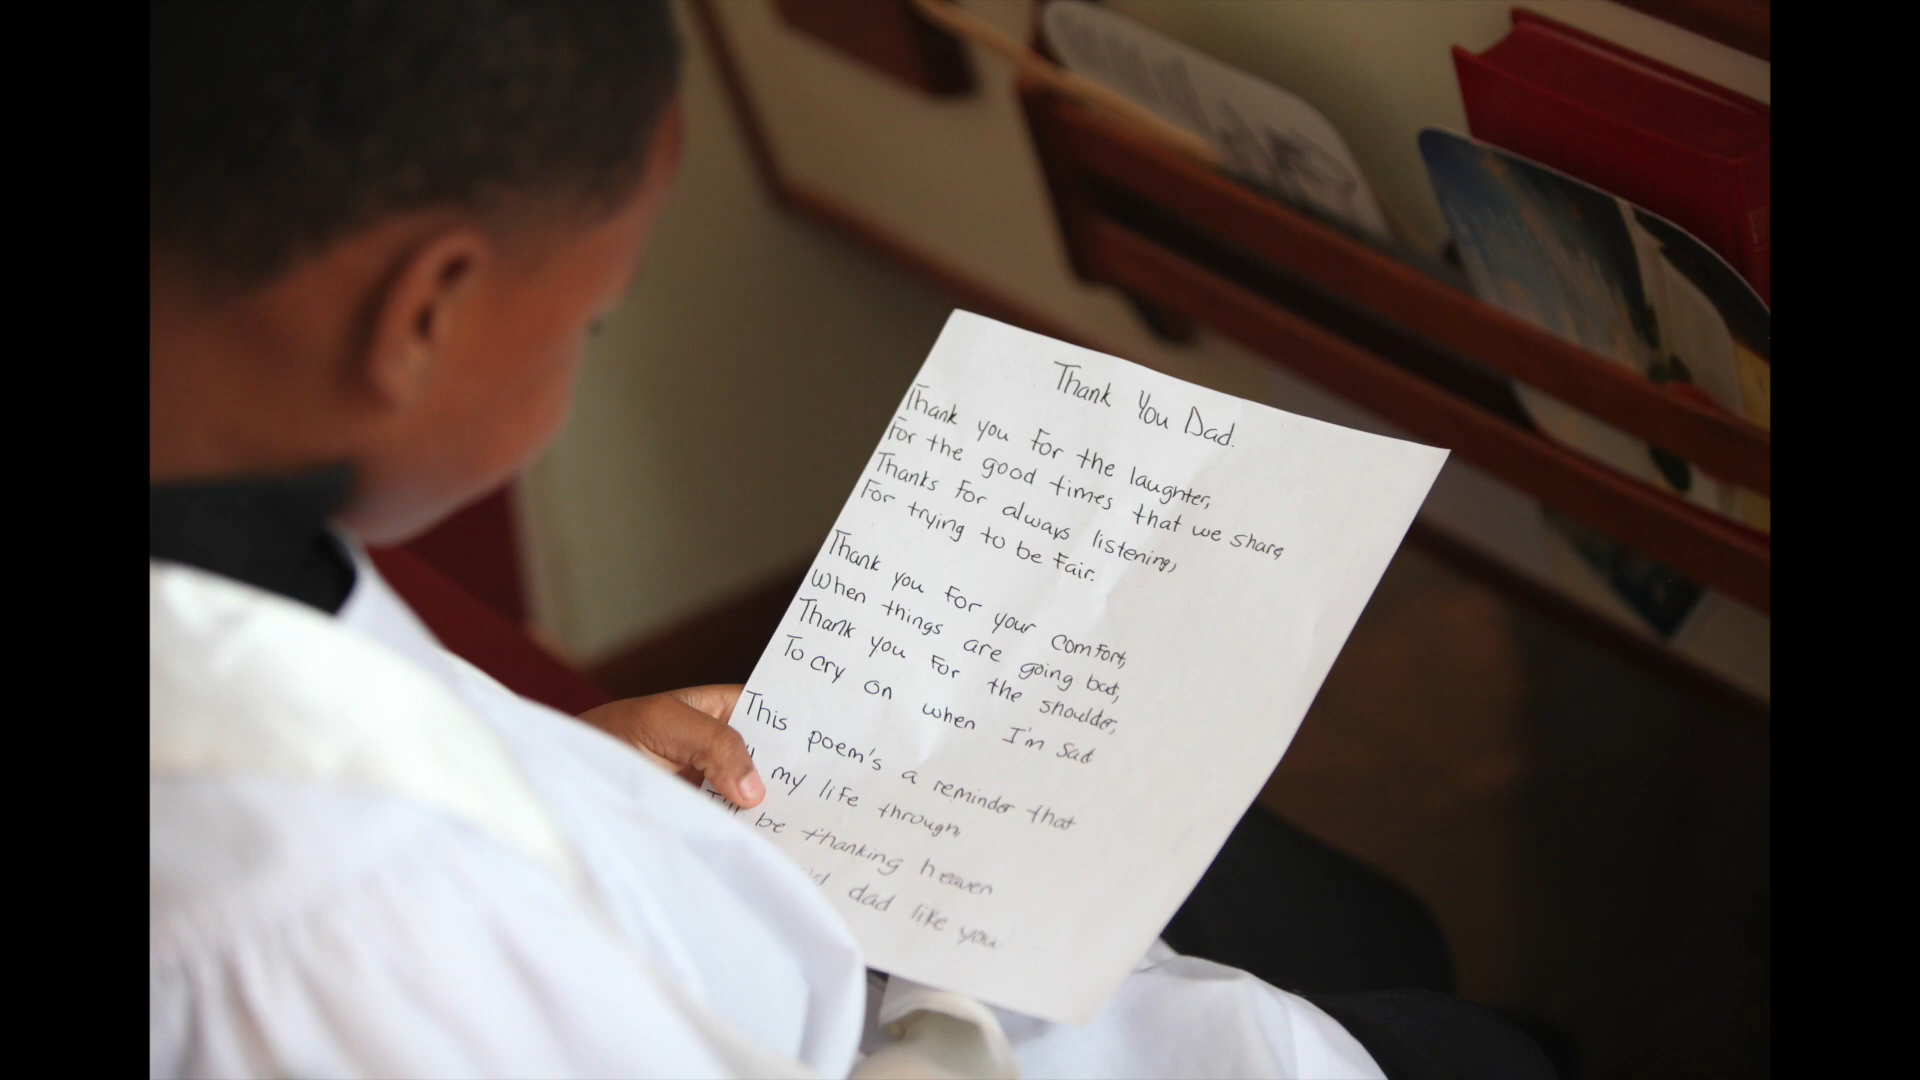 Thank You Dad.
Thank you for the laughter,
For the good times that we share,
Thanks for always listening,
For trying to be fair.
Thank you for your comfort,
When things are going bad,
Thank you for the shoulder,
To cry on when I'm sad
This poem's a reminder that
my life through,
I'll be thanking heaven
dad like you